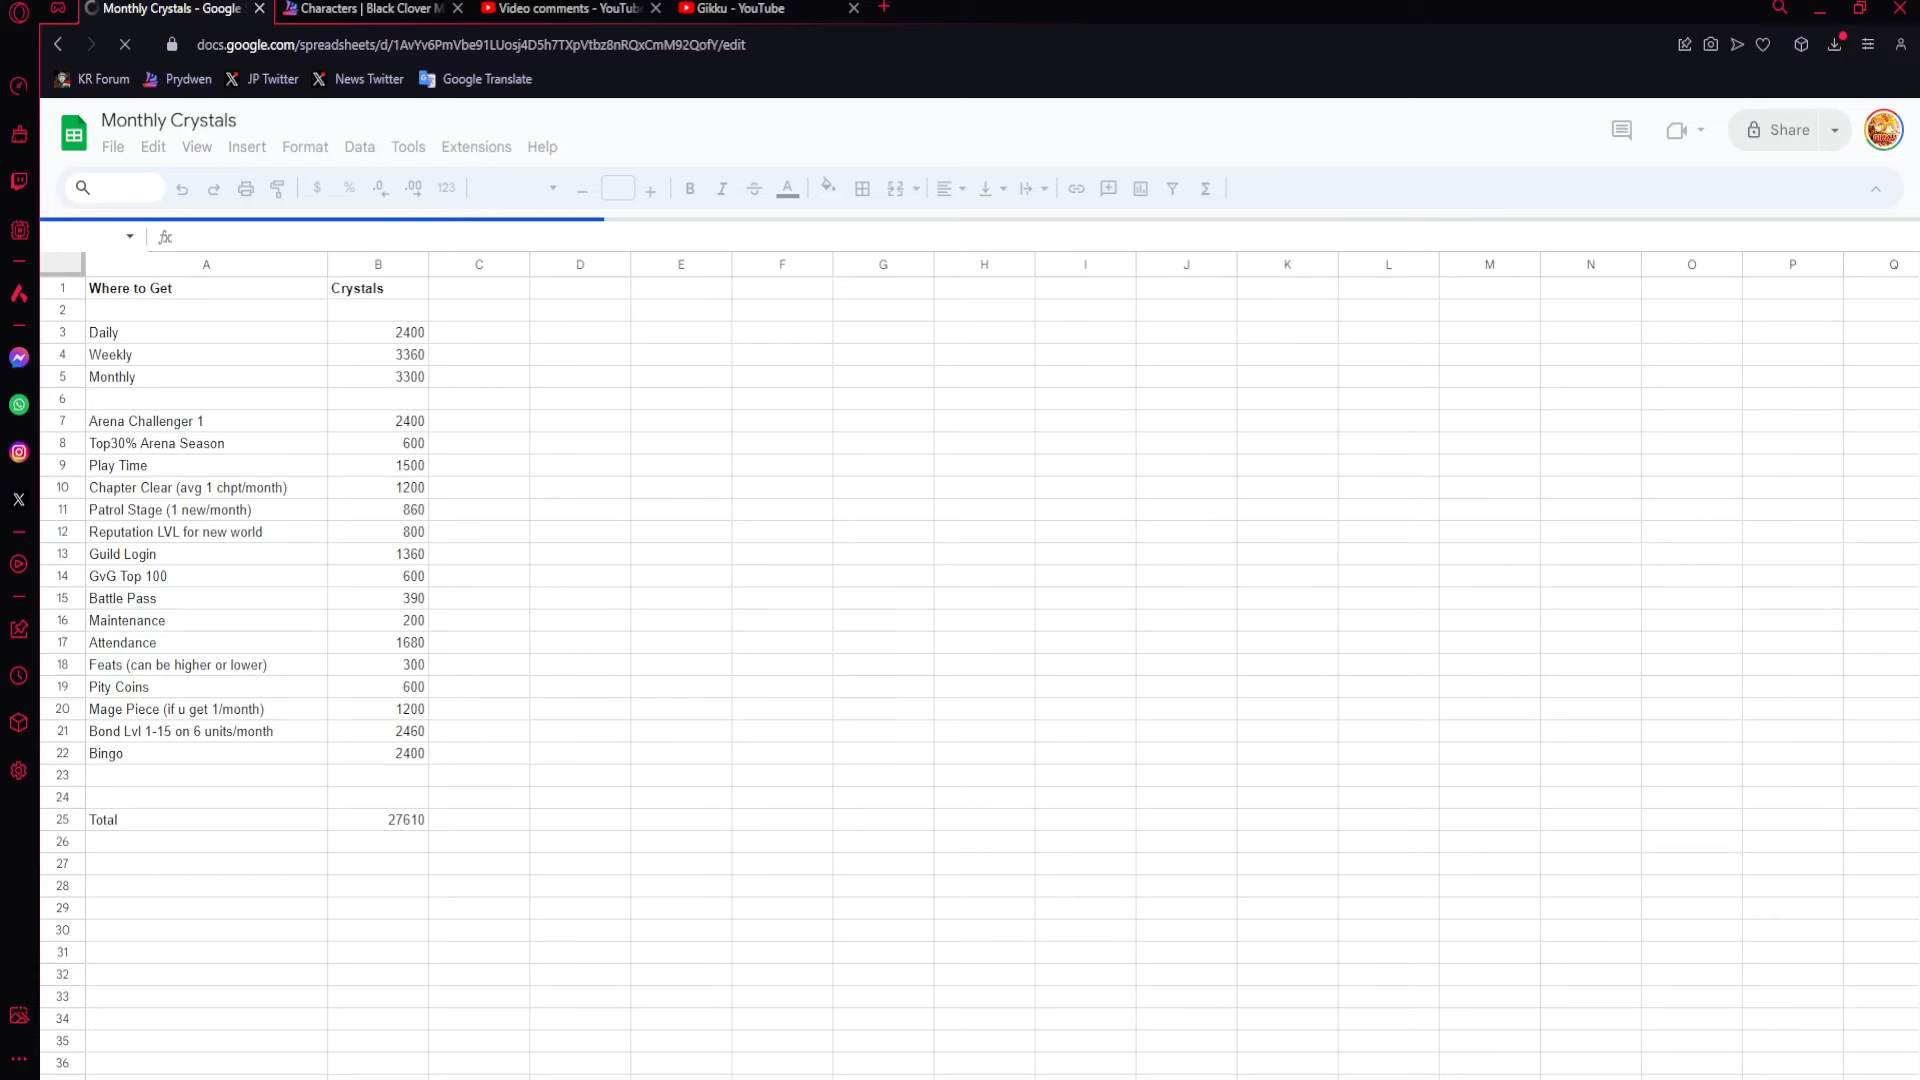 Monthly Crystals - Google
Characters | Black Clover M
Video comments - YouTub
Gikku - YouTube
docs.google.com/spreadsheets/d/1AvYv6PmVbe91LUosj4D5h7TXpVtbz8nRQxCmM92QofY/edit
KR Forum Prydwen JP Twitter News Twitter Google Translate
Monthly Crystals
Share
File Edit View Insert Format Data Tools Extensions Help
$ % .0 .00 123 B I A Σ
fx
A B C D E F G H I J K L M N O P Q
1 Where to Get Crystals
2
3 Daily 2400
4 Weekly 3360
5 Monthly 3300
6
7 Arena Challenger 1 2400
8 Top30% Arena Season 600
9 Play Time 1500
10 Chapter Clear (avg 1 chpt/month) 1200
11 Patrol Stage (1 new/month) 860
12 Reputation LVL for new world 800
13 Guild Login 1360
14 GvG Top 100 600
15 Battle Pass 390
16 Maintenance 200
17 Attendance 1680
18 Feats (can be higher or lower) 300
19 Pity Coins 600
20 Mage Piece (if u get 1/month) 1200
21 Bond Lvl 1-15 on 6 units/month 2460
22 Bingo 2400
23
24
25 Total 27610
26
27
28
29
30
31
32
33
34
35
36